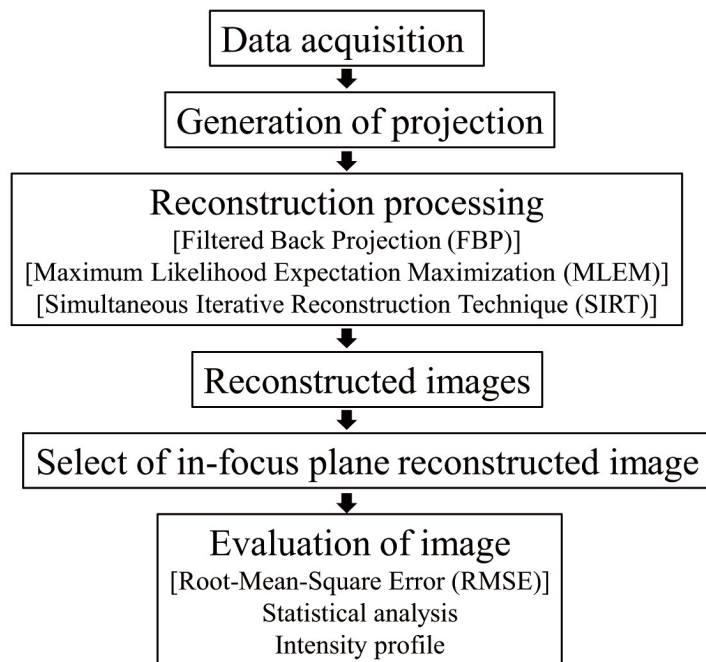 Data acquisition
Generation of projection
Reconstruction processing
[Filtered Back Projection (FBP)]
[Maximum Likelihood Expectation Maximization (MLEM)]
[Simultaneous Iterative Reconstruction Technique (SIRT)]
Reconstructed images
Select of in-focus plane reconstructed image
Evaluation of image
[Root-Mean-Square Error (RMSE)]
Statistical analysis
Intensity profile